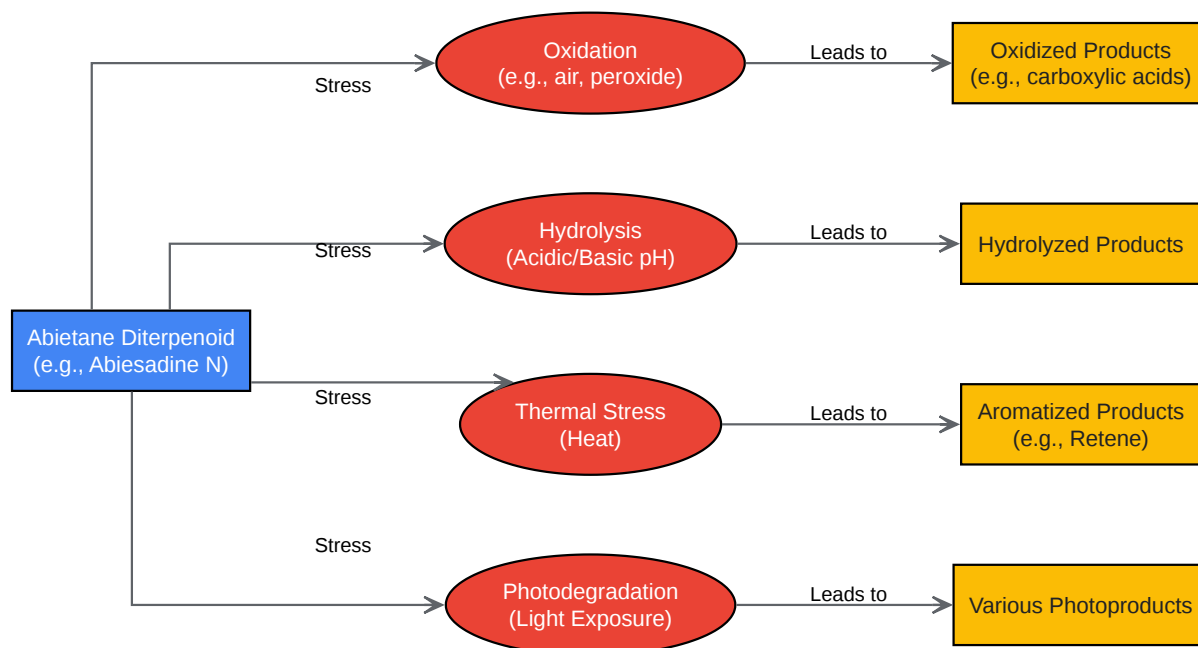 Oxidation
(e.g., air, peroxide)
Leads to
Oxidized Products
(e.g., carboxylic acids)
Stress
Hydrolysis
(Acidic/Basic pH)
Leads to
Hydrolyzed Products
Stress
Abietane Diterpenoid
(e.g., Abiesadine N)
Stress
Thermal Stress
(Heat)
Leads to
Aromatized Products
(e.g., Retene)
Stress
Photodegradation
(Light Exposure)
Leads to
Various Photoproducts